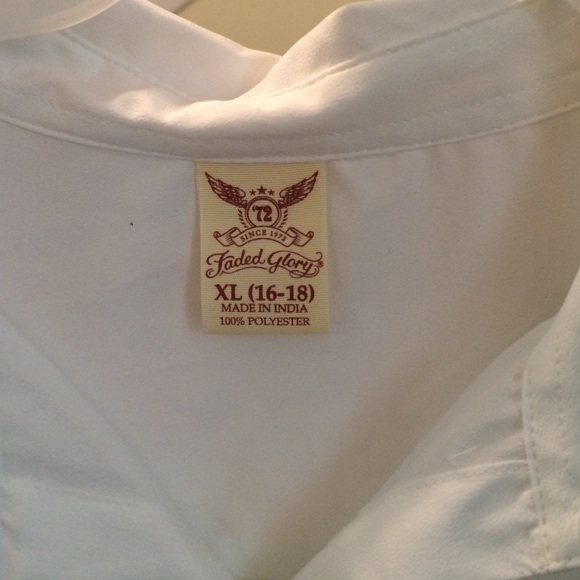 '72
SINCE 1972
Faded Glory®
XL (16-18)
MADE IN INDIA
100% POLYESTER